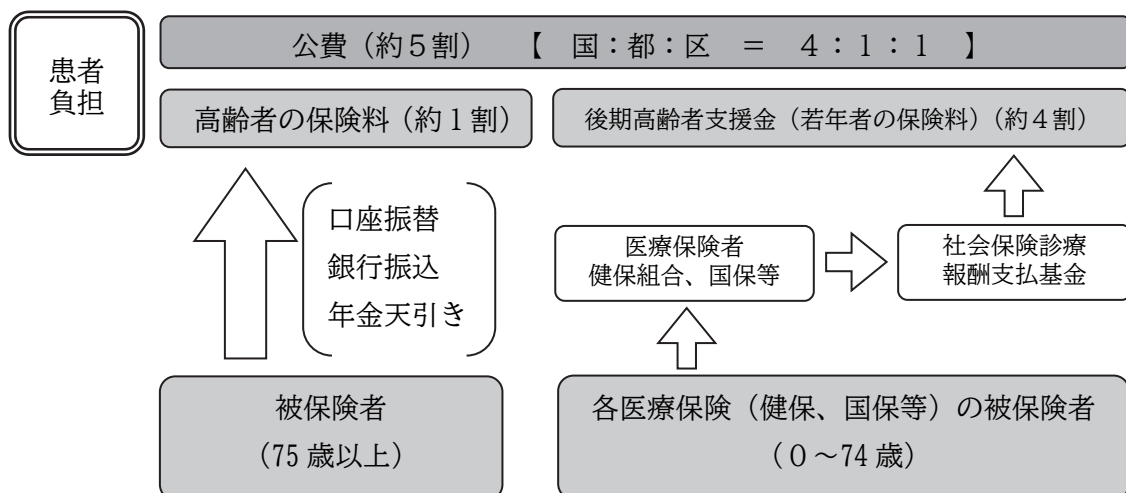 患者
負担
公費（約５割）　【　国：都：区　＝　４：１：１　】
高齢者の保険料（約１割）
後期高齢者支援金（若年者の保険料）（約４割）
口座振替
銀行振込
年金天引き
医療保険者
健保組合、国保等
社会保険診療
報酬支払基金
被保険者
（75 歳以上）
各医療保険（健保、国保等）の被保険者
（０～74 歳）